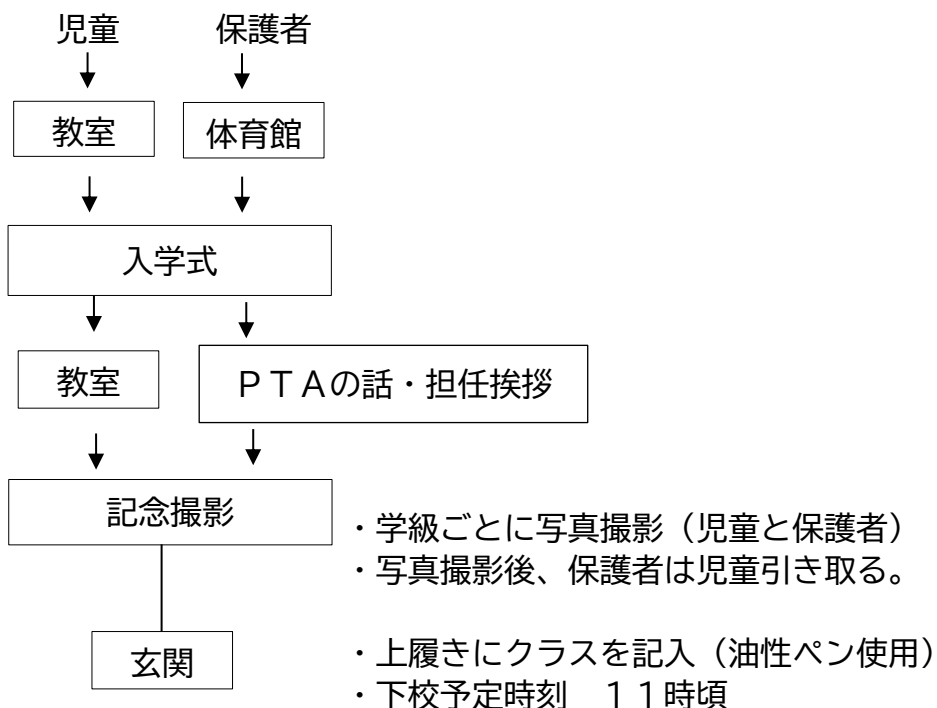 児童 保護者
教室 体育館
入学式
教室 PTAの話・担任挨拶
記念撮影
・学級ごとに写真撮影（児童と保護者）
・写真撮影後、保護者は児童引き取る。
玄関
・上履きにクラスを記入（油性ペン使用）
・下校予定時刻　１１時頃